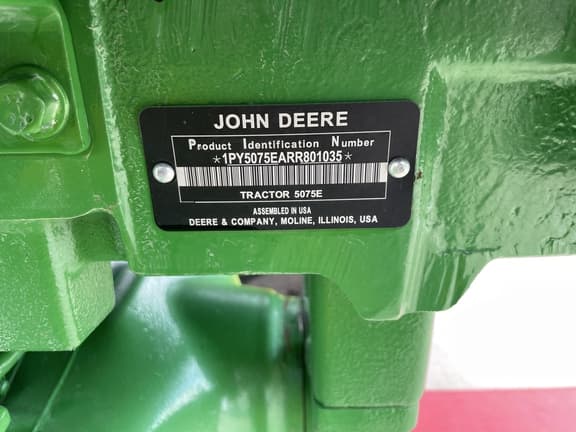 JOHN DEERE
Product Identification Number
*1PY5075EARR801035*
TRACTOR 5075E
ASSEMBLED IN USA
DEERE & COMPANY, MOLINE, ILLINOIS, USA